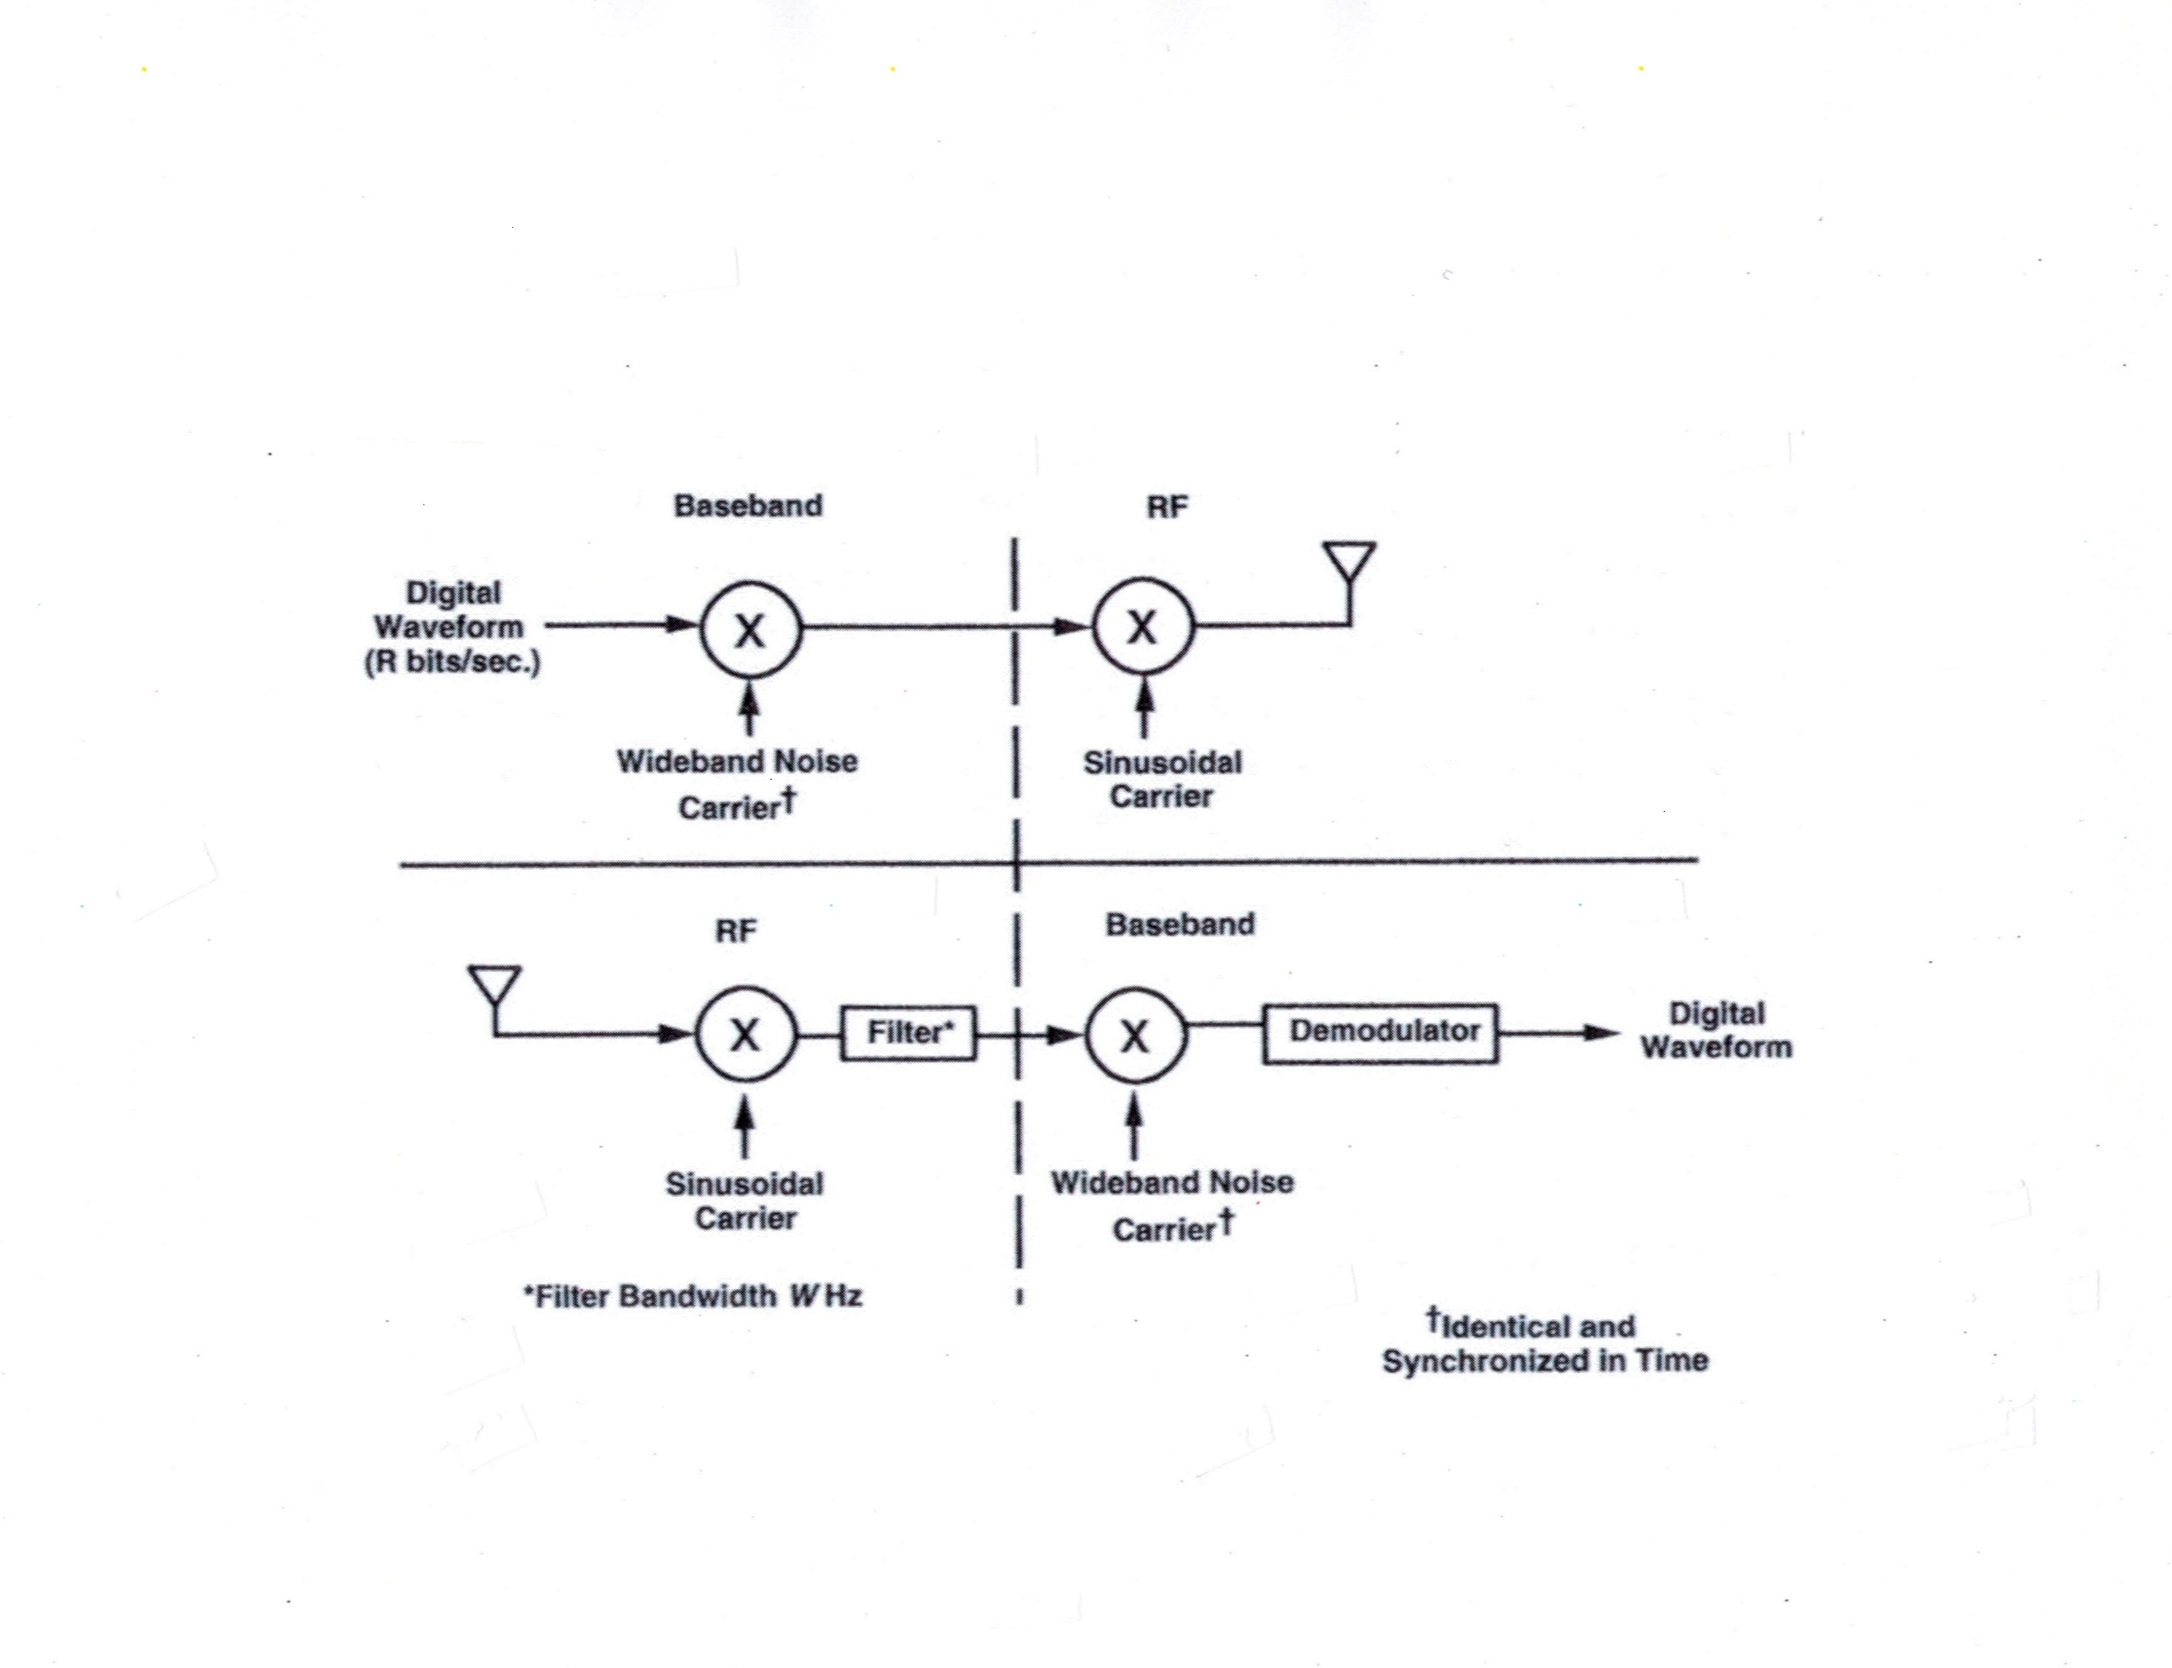 Baseband
RF
Digital
Waveform
(R bits/sec.)
X
X
Wideband Noise
Carrier†
Sinusoidal
Carrier
RF
Baseband
X
Filter*
X
Demodulator
Digital
Waveform
Sinusoidal
Carrier
Wideband Noise
Carrier†
*Filter Bandwidth W Hz
†Identical and
Synchronized in Time